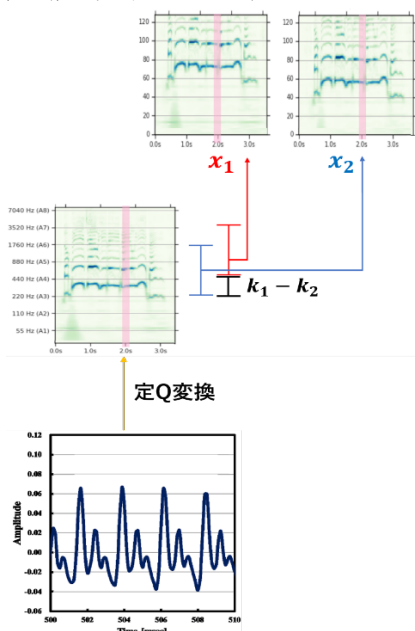 120
100
80
60
40
20
0
0.0s 1.0s 2.0s 3.0s
120
100
80
60
40
20
0
0.0s 1.0s 2.0s 3.0s
x₁
x₂
7040 Hz (A8)
3520 Hz (A7)
1760 Hz (A6)
880 Hz (A5)
440 Hz (A4)
220 Hz (A3)
110 Hz (A2)
55 Hz (A1)
0.0s 1.0s 2.0s 3.0s
k₁ − k₂
定Q変換
0.12
0.10
0.08
0.06
0.04
0.02
0.00
-0.02
-0.04
-0.06
Amplitude
500 502 504 506 508 510